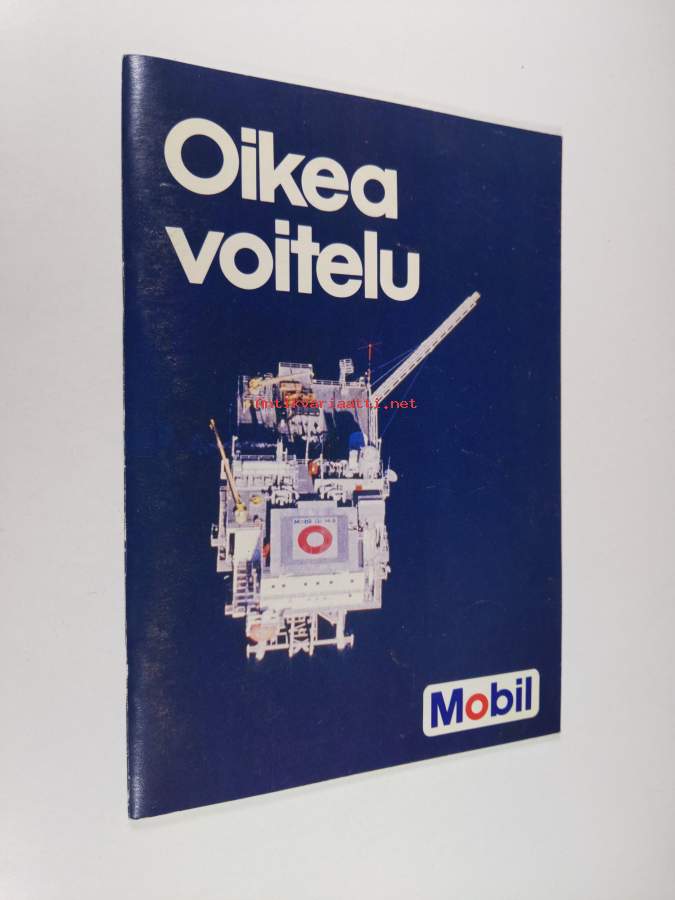 Oikea
voitelu
antikvariaatti.net
Mobil